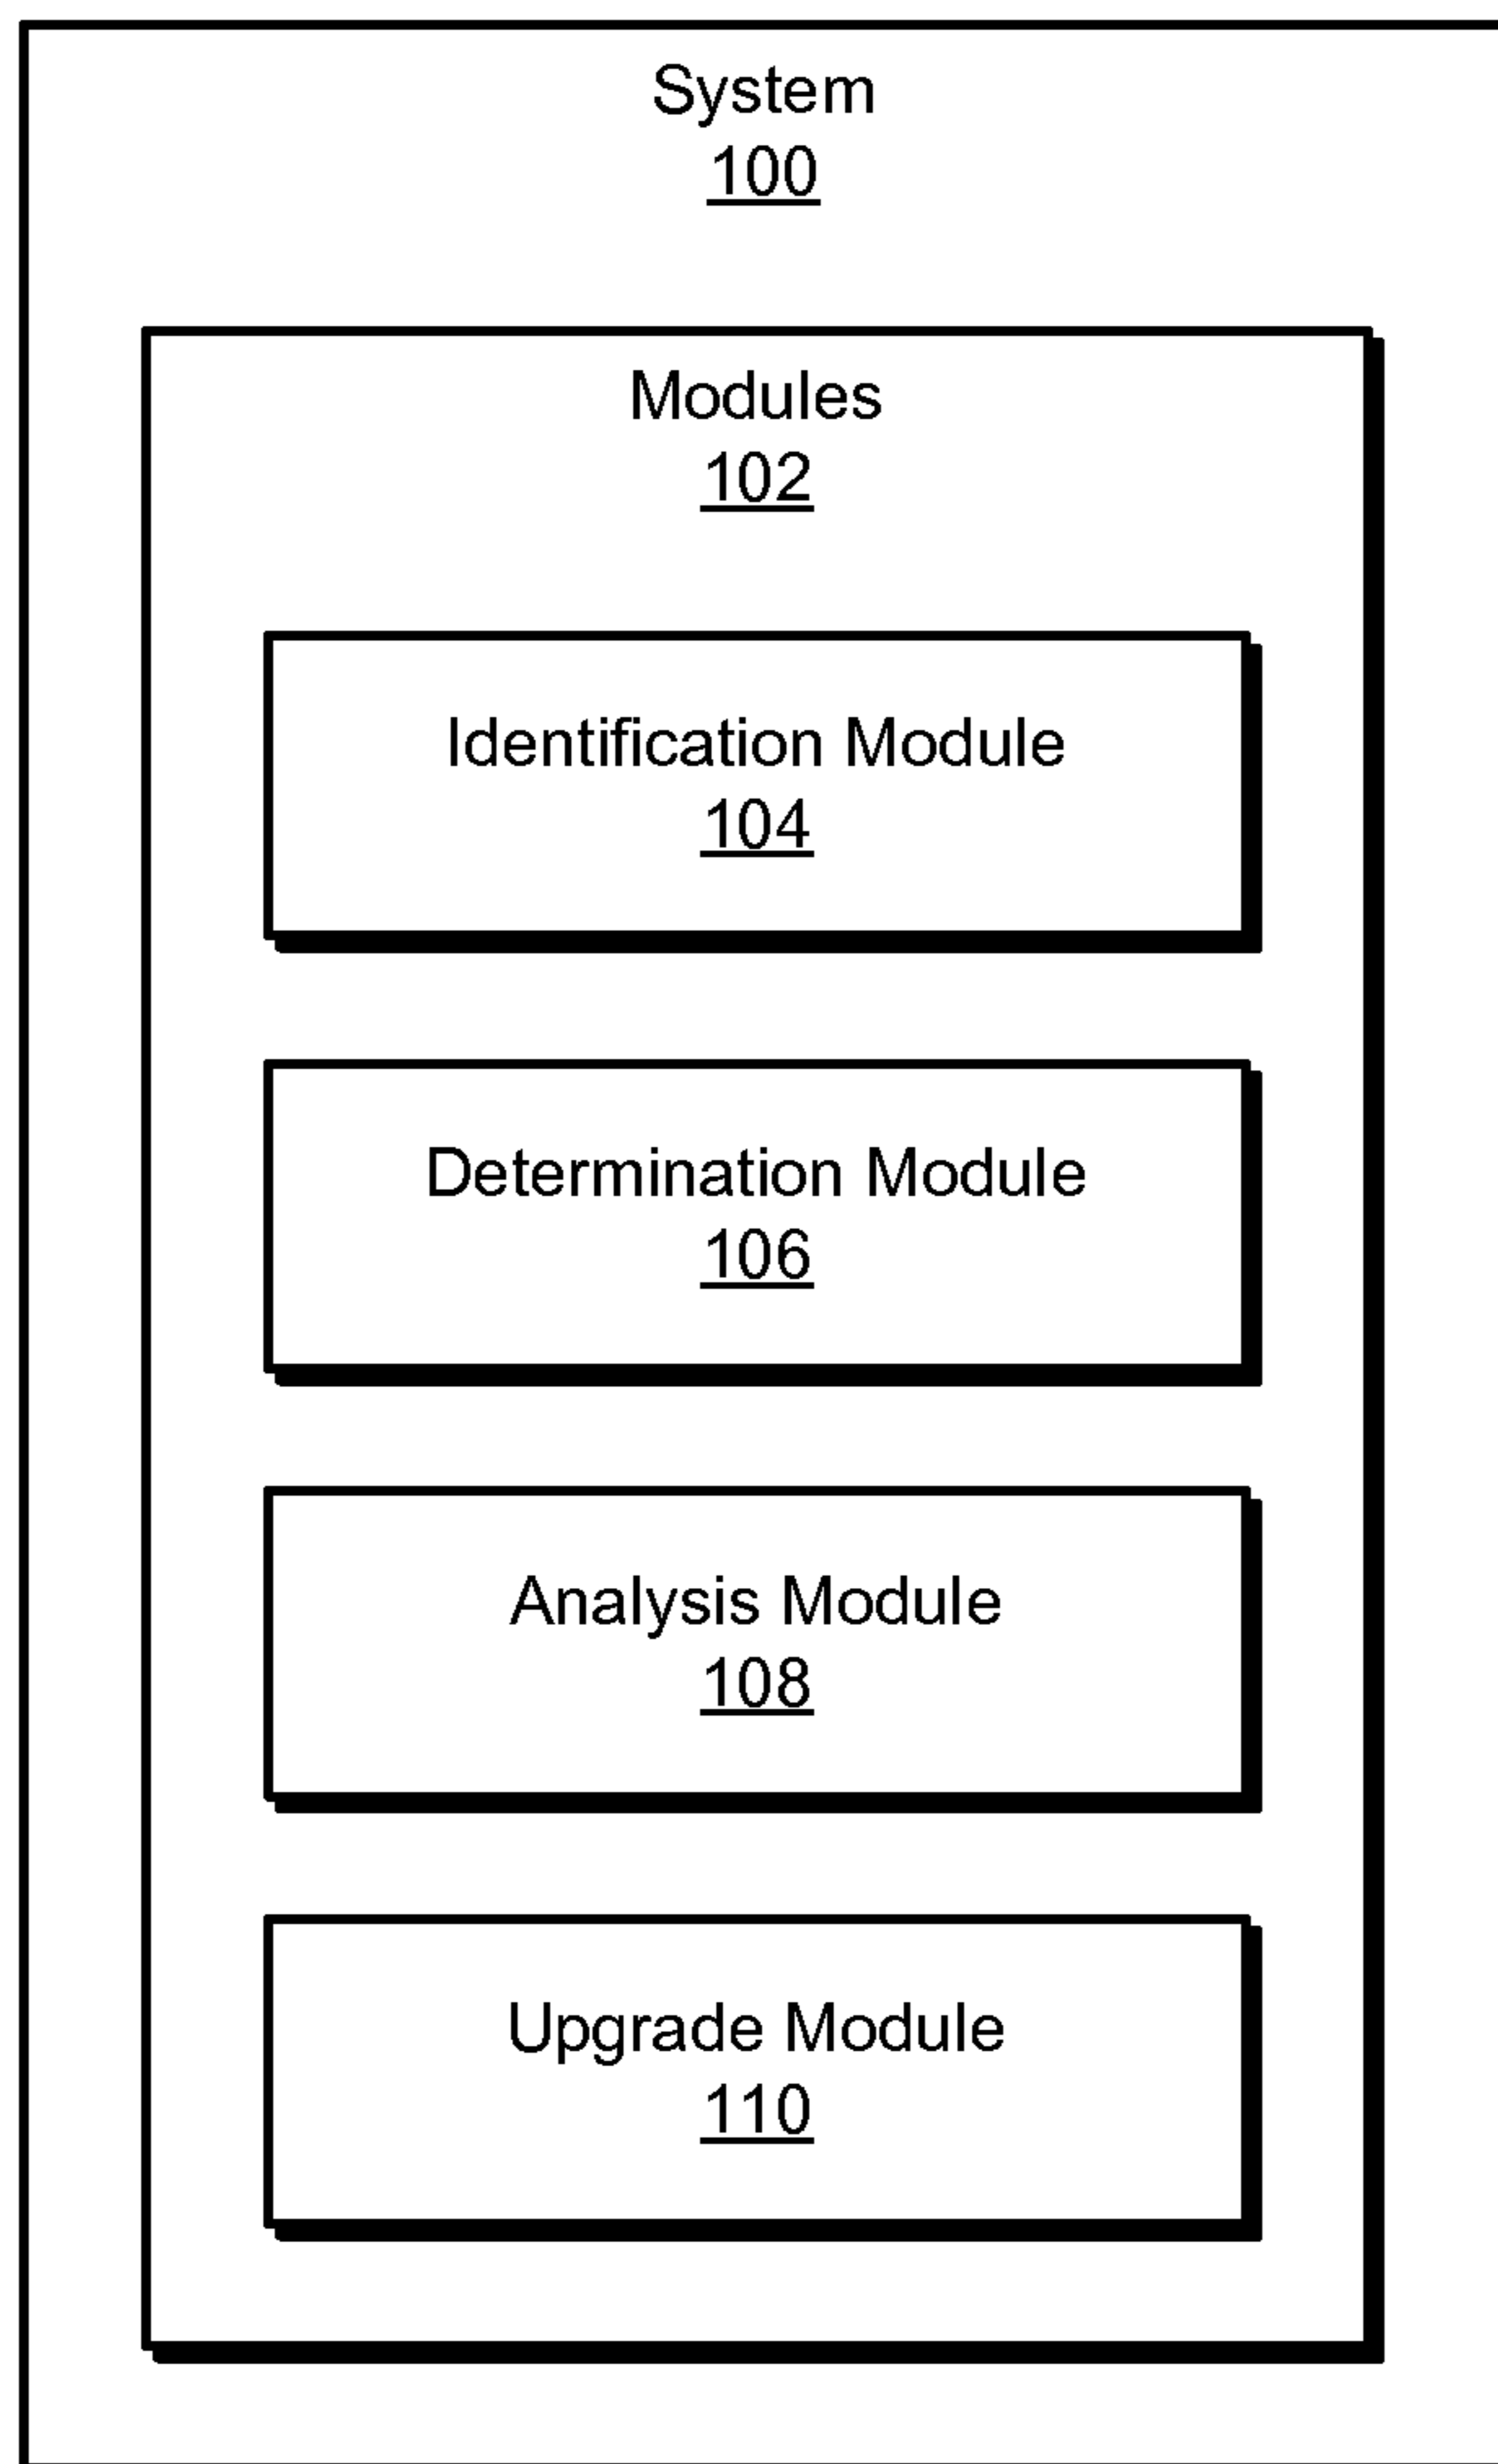 System
100
Modules
102
Identification Module
104
Determination Module
106
Analysis Module
108
Upgrade Module
110